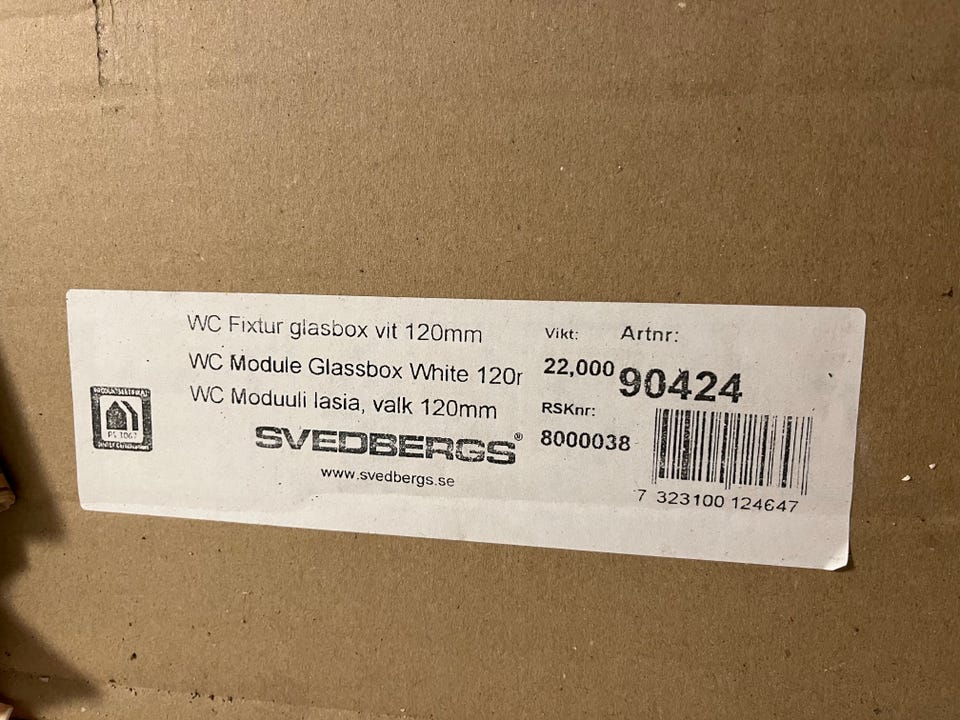 WC Fixtur glasbox vit 120mm
WC Module Glassbox White 120r
WC Moduuli lasia, valk 120mm
SVEDBERGS®
www.svedbergs.se
Vikt:
22,000
RSKnr:
8000038
Artnr:
90424
7 323100 124647